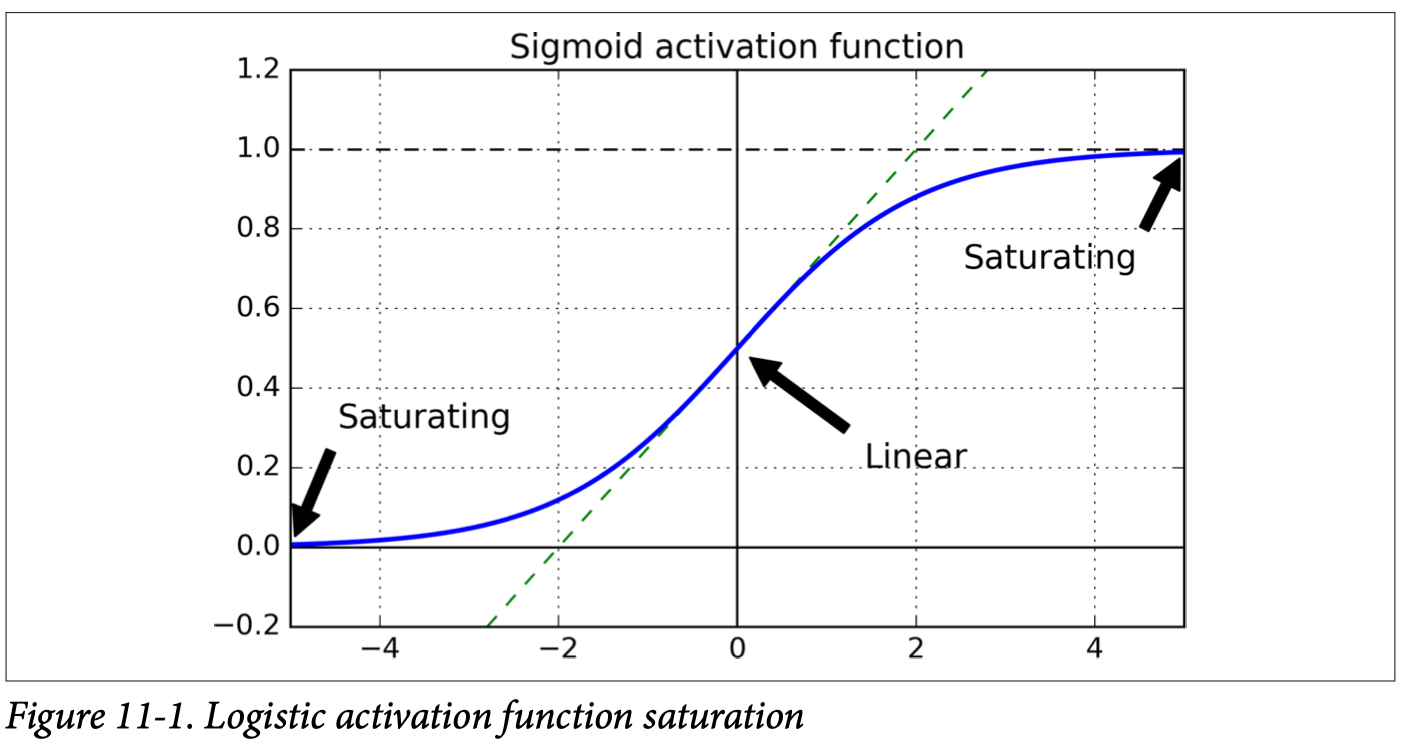 Sigmoid activation function
1.2
1.0
0.8
Saturating
0.6
0.4
Saturating
Linear
0.2
0.0
−0.2
−4 −2 0 2 4
Figure 11-1. Logistic activation function saturation